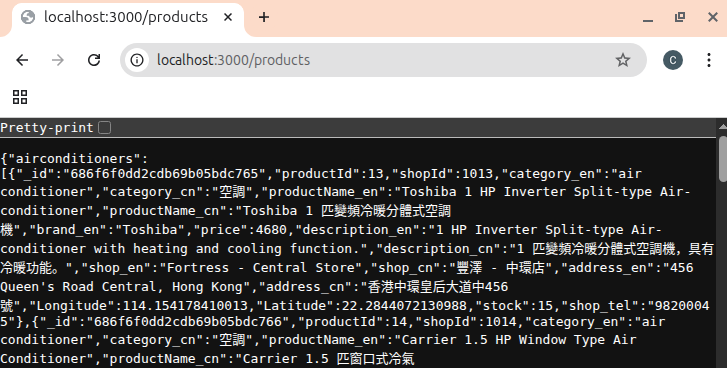 localhost:3000/products
localhost:3000/products
C
Pretty-print
{"airconditioners":
[{"_id":"686f6f0dd2cdb69b05bdc765","productId":13,"shopId":1013,"category_en":"air
conditioner","category_cn":"空調","productName_en":"Toshiba 1 HP Inverter Split-type Air-
conditioner","productName_cn":"Toshiba 1 匹變頻冷暖分體式空調
機","brand_en":"Toshiba","price":4680,"description_en":"1 HP Inverter Split-type Air-
conditioner with heating and cooling function.","description_cn":"1 匹變頻冷暖分體式空調機，具有
冷暖功能。","shop_en":"Fortress - Central Store","shop_cn":"豐澤 - 中環店","address_en":"456
Queen's Road Central, Hong Kong","address_cn":"香港中環皇后大道中456
號","Longitude":114.154178410013,"Latitude":22.2844072130988,"stock":15,"shop_tel":"9820004
5"},{"_id":"686f6f0dd2cdb69b05bdc766","productId":14,"shopId":1014,"category_en":"air
conditioner","category_cn":"空調","productName_en":"Carrier 1.5 HP Window Type Air
Conditioner","productName_cn":"Carrier 1.5 匹窗口式冷氣